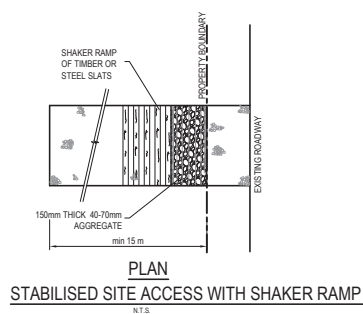 SHAKER RAMP
OF TIMBER OR
STEEL SLATS
PROPERTY BOUNDARY
EXISTING ROADWAY
150mm THICK 40-70mm
AGGREGATE
min 15 m
PLAN
STABILISED SITE ACCESS WITH SHAKER RAMP
N.T.S.